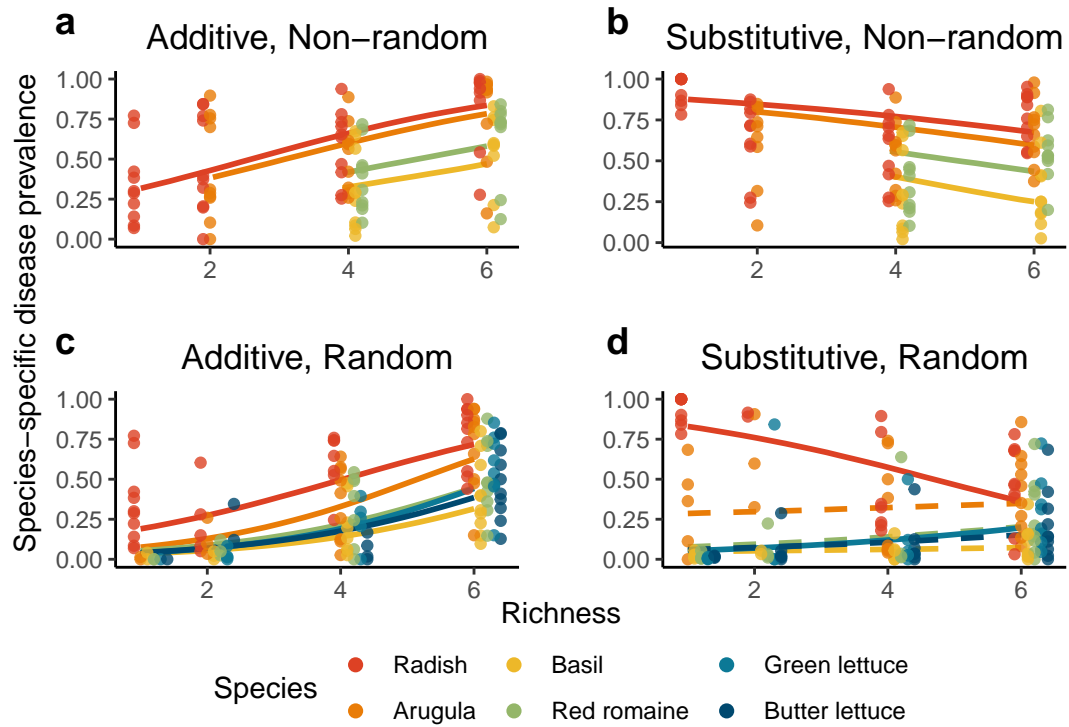 a
Additive, Non−random
b
Substitutive, Non−random
Species−specific disease prevalence
1.00
0.75
0.50
0.25
0.00
2
4
6
1.00
0.75
0.50
0.25
0.00
2
4
6
c
Additive, Random
d
Substitutive, Random
1.00
0.75
0.50
0.25
0.00
2
4
6
1.00
0.75
0.50
0.25
0.00
2
4
6
Richness
Species
Radish
Basil
Green lettuce
Arugula
Red romaine
Butter lettuce